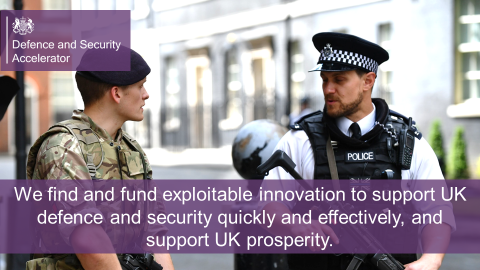 Defence and Security
Accelerator
POLICE
We find and fund exploitable innovation to support UK
defence and security quickly and effectively, and
support UK prosperity.